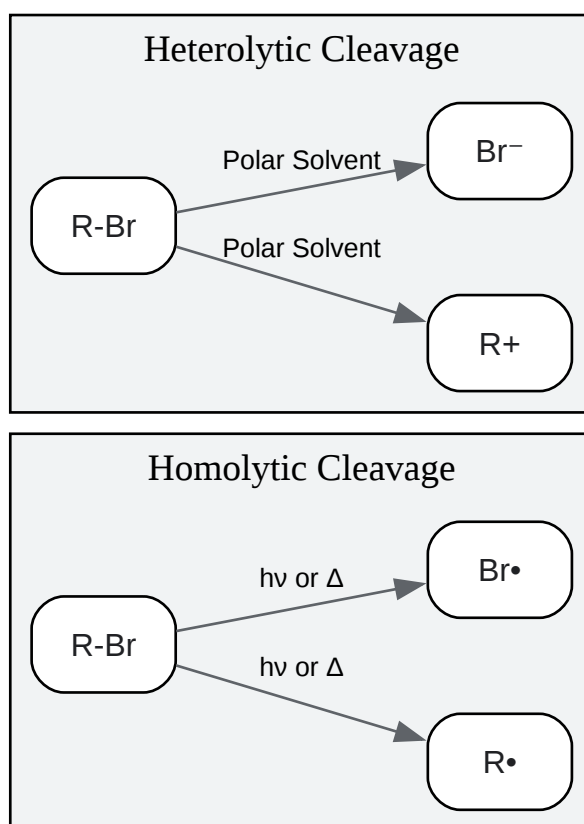 Heterolytic Cleavage
Br⁻
Polar Solvent
R-Br
Polar Solvent
R+
Homolytic Cleavage
Br•
hν or Δ
R-Br
hν or Δ
R•